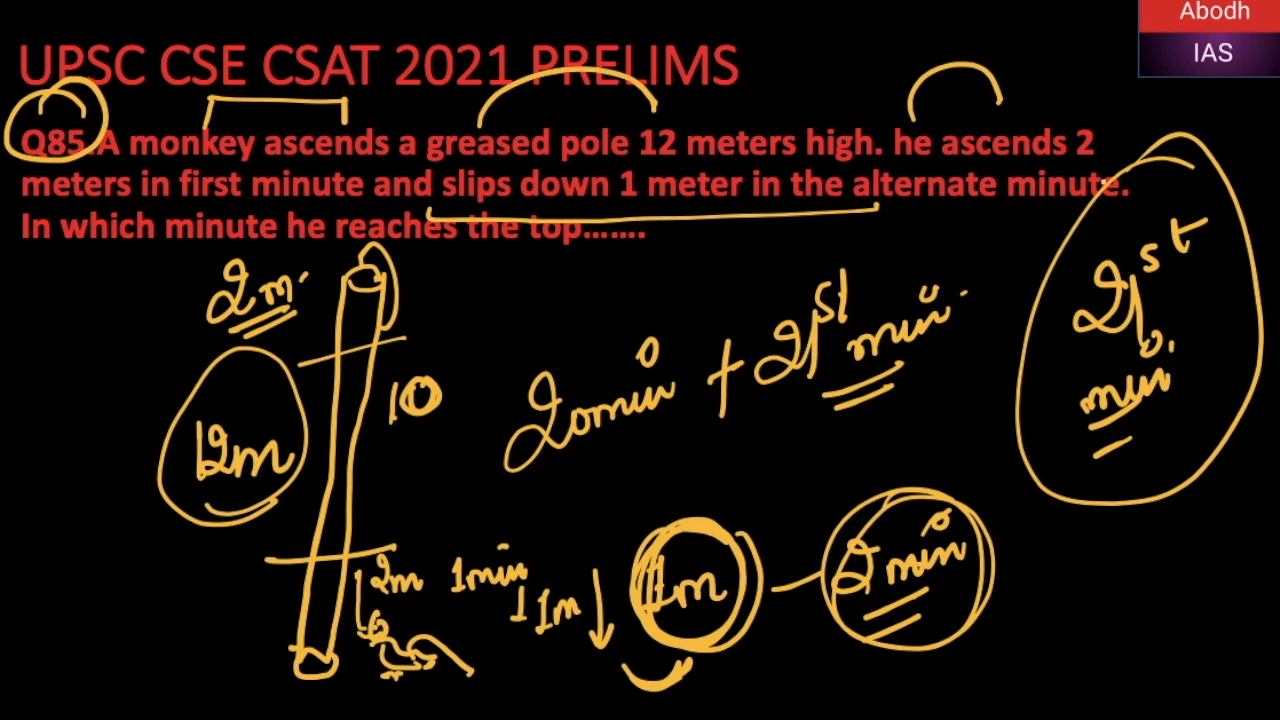 Abodh
IAS
UPSC CSE CSAT 2021 PRELIMS
Q85.A monkey ascends a greased pole 12 meters high. he ascends 2
meters in first minute and slips down 1 meter in the alternate minute.
In which minute he reaches the top.......
2m
12m
10
20min + 21st min
21st
min
2m 1min
1 1m
1m - 2min